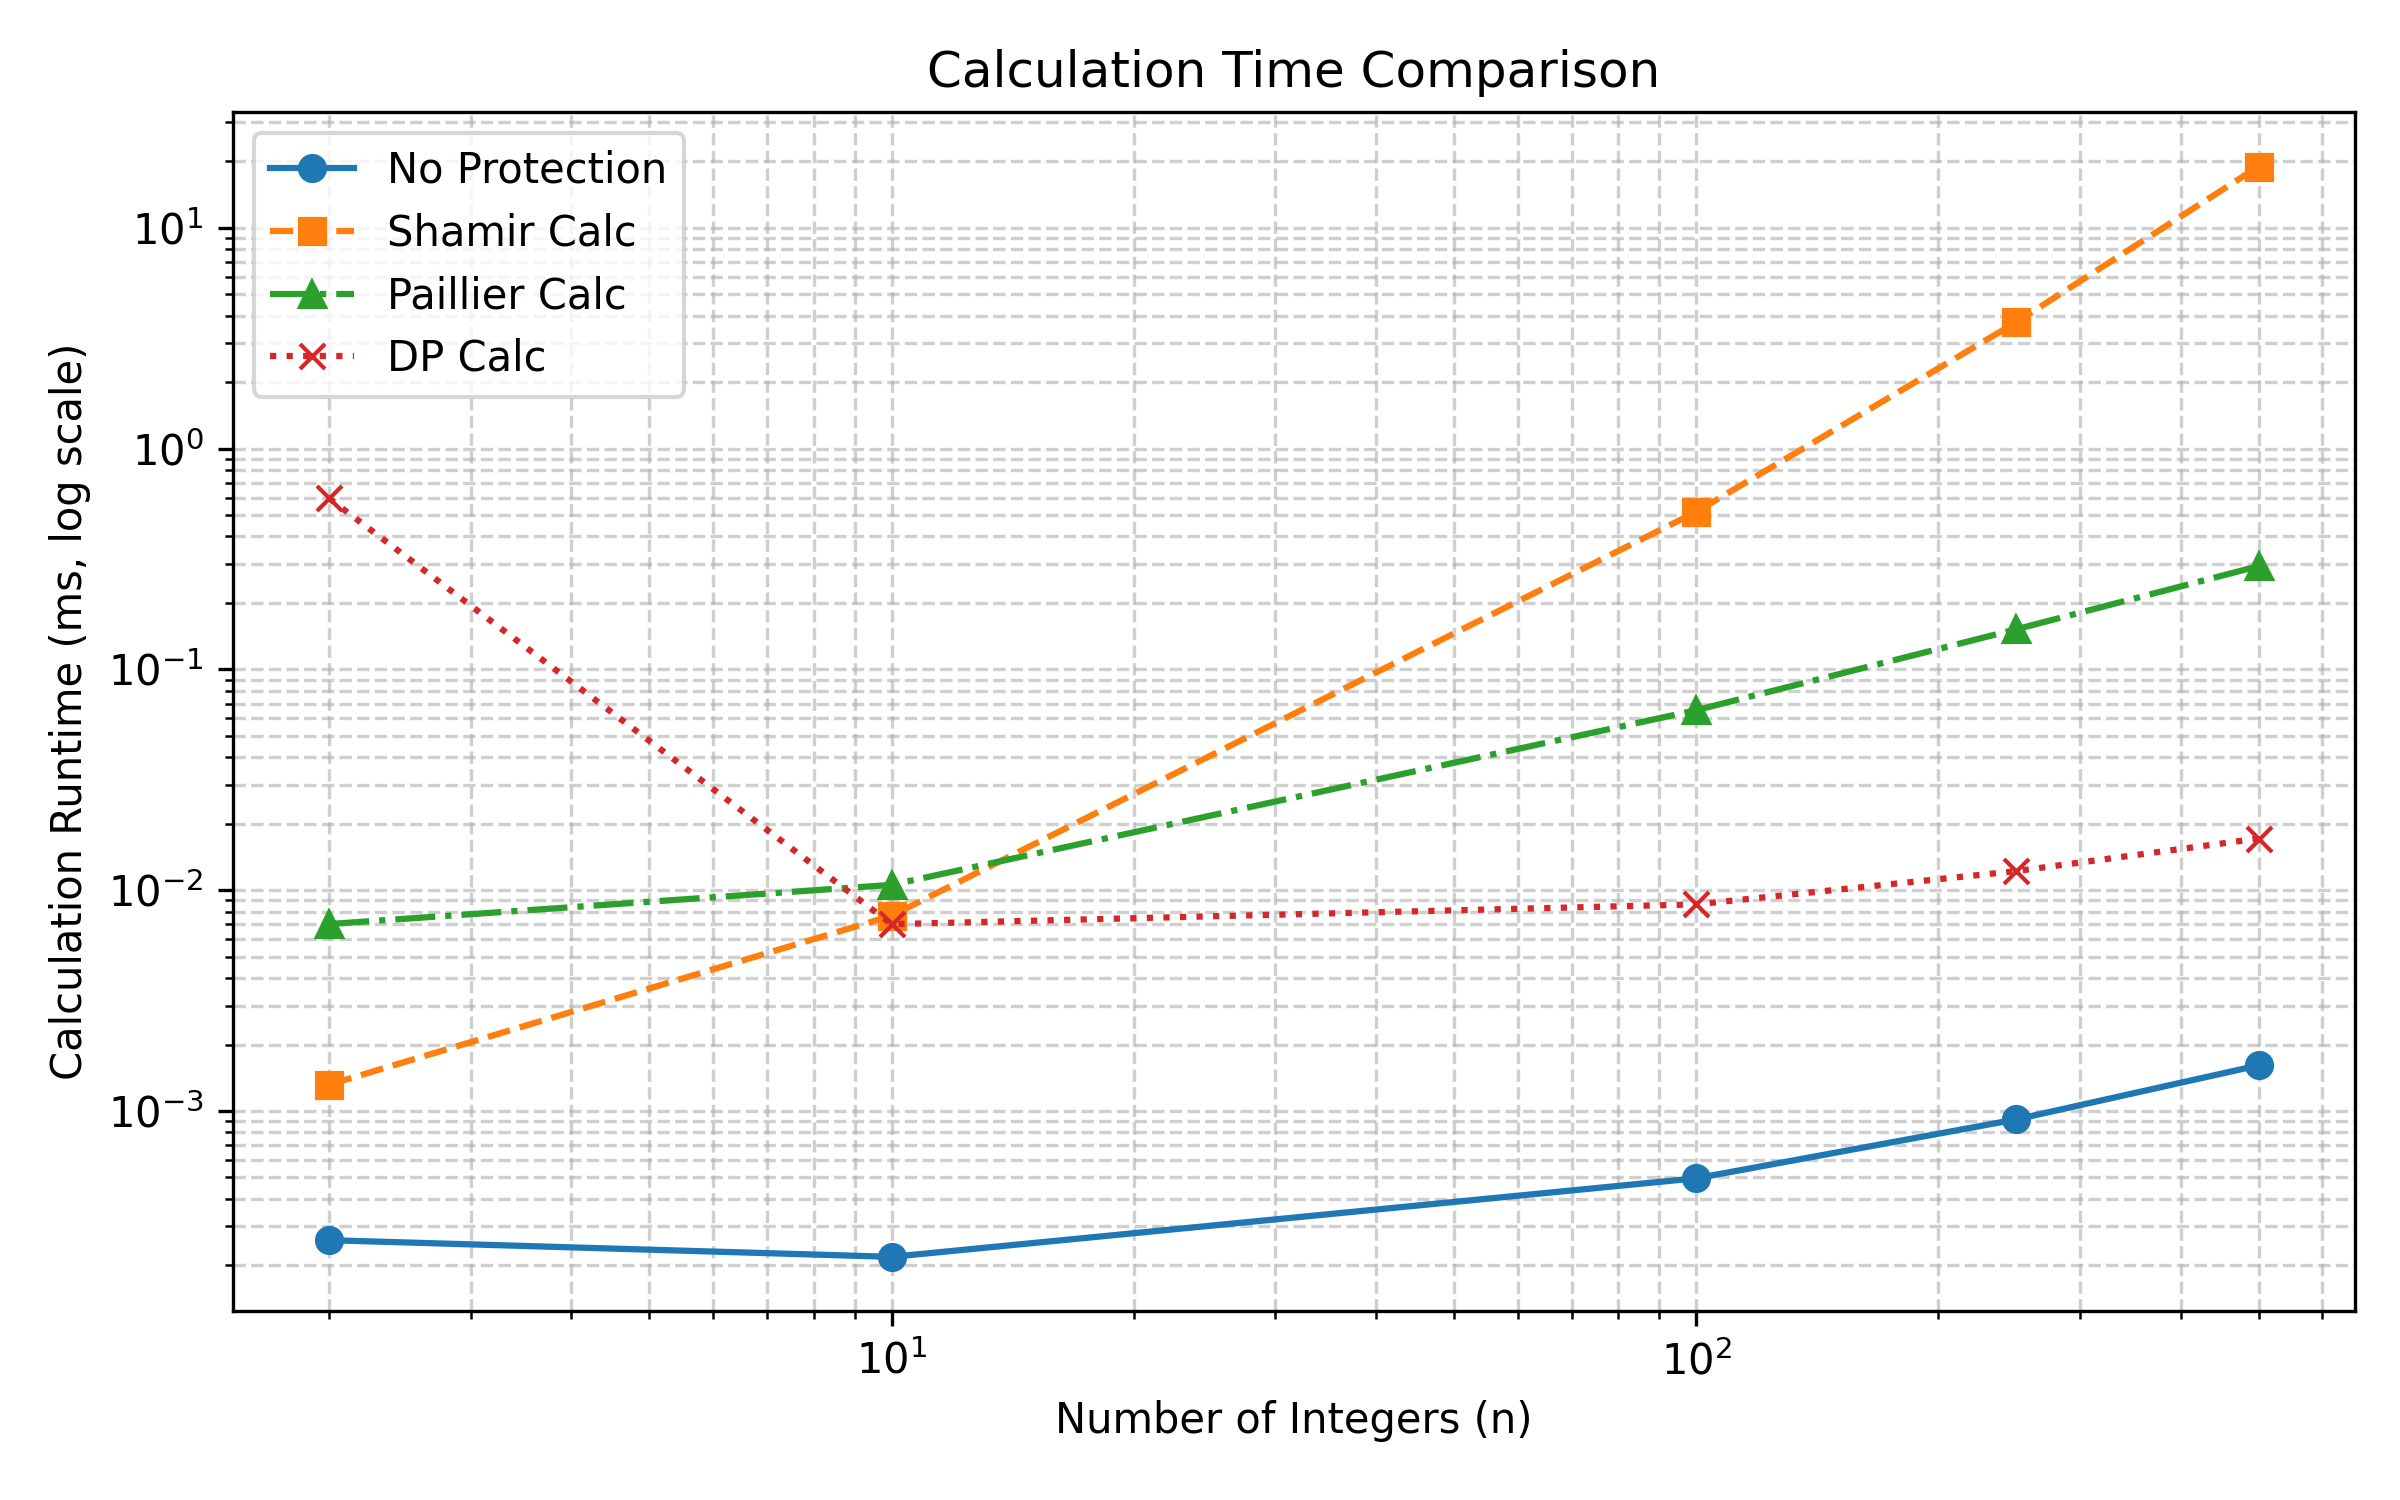 Calculation Time Comparison
No Protection
Shamir Calc
Paillier Calc
DP Calc
Calculation Runtime (ms, log scale)
10¹
10⁰
10⁻¹
10⁻²
10⁻³
10¹ 10²
Number of Integers (n)